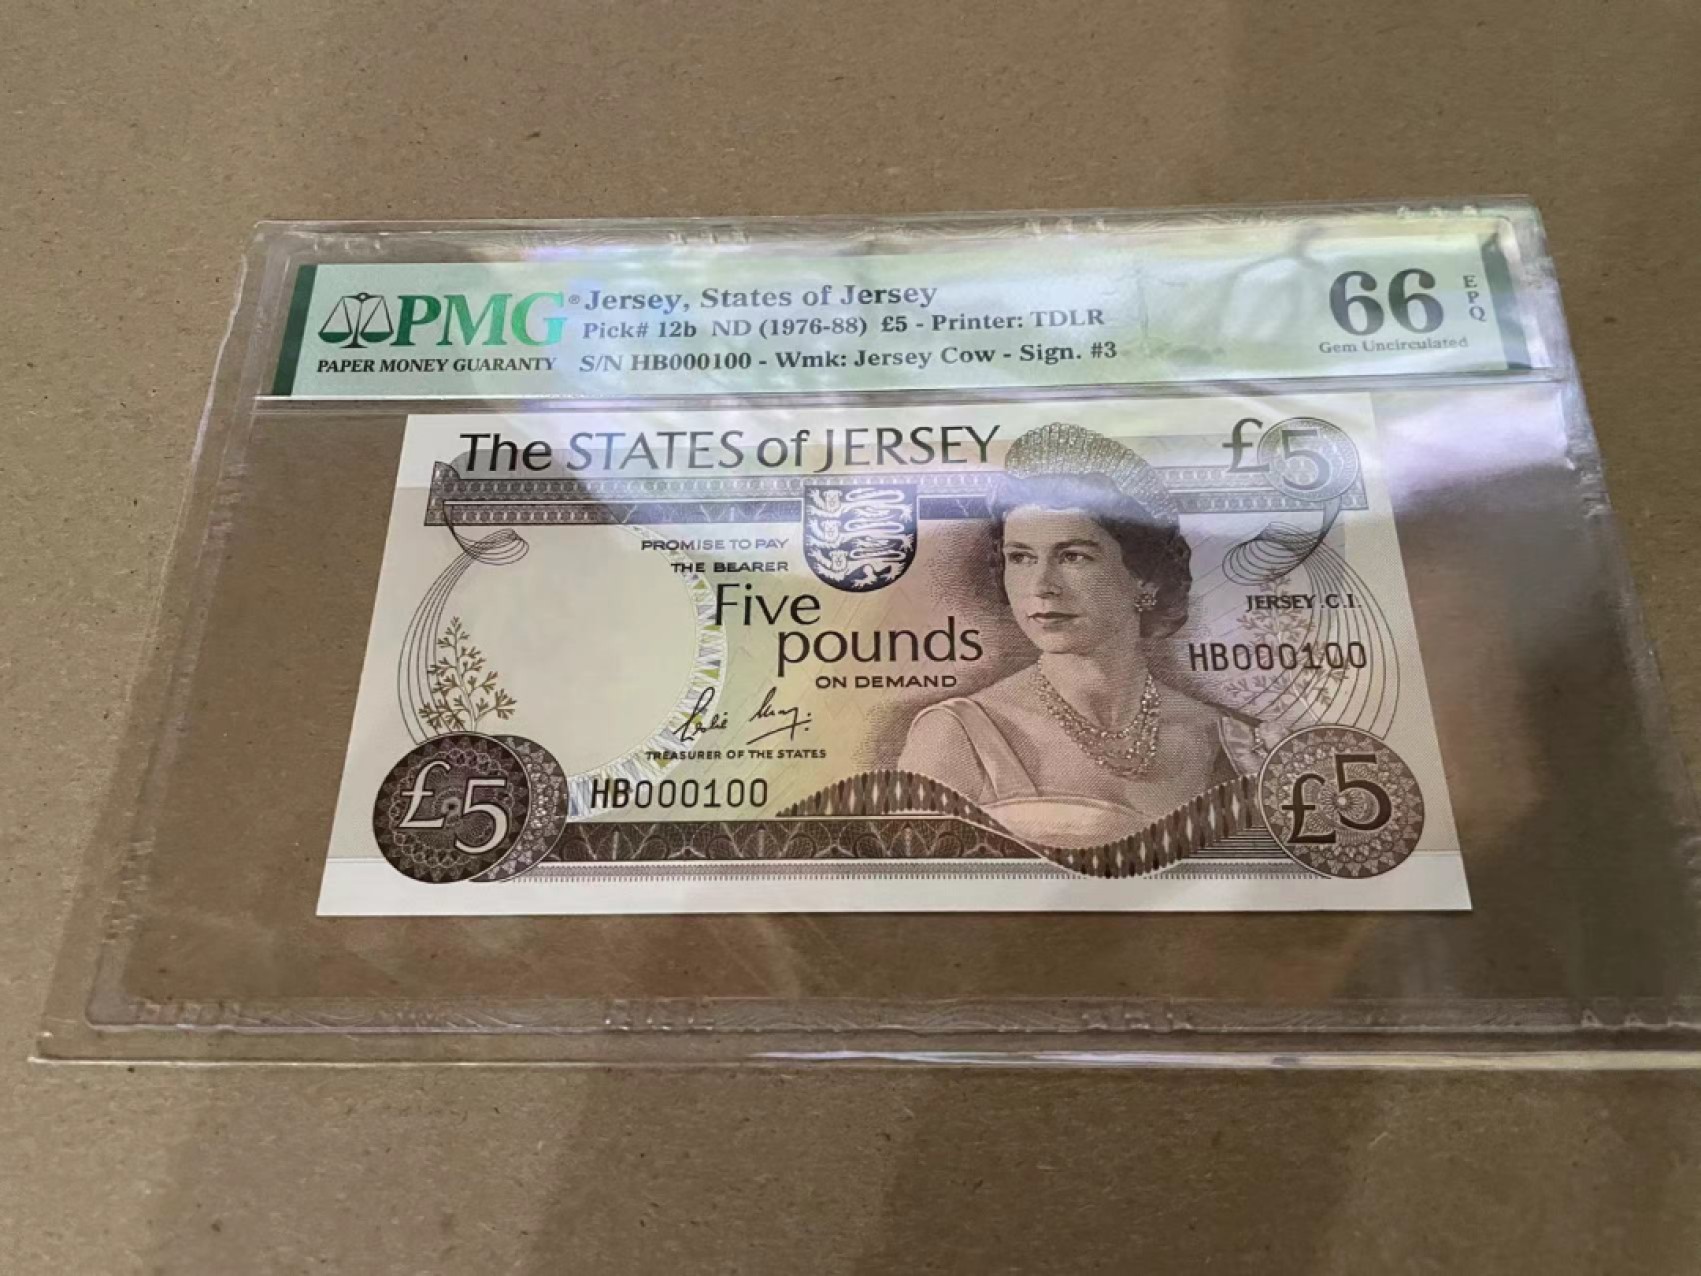 PMG®
PAPER MONEY GUARANTY
Jersey, States of Jersey
Pick# 12b ND (1976-88) £5 - Printer: TDLR
S/N HB000100 - Wmk: Jersey Cow - Sign. #3
66 EPQ
Gem Uncirculated
The STATES of JERSEY
£5
PROMISE TO PAY
THE BEARER
Five
pounds
ON DEMAND
JERSEY.C.I.
HB000100
TREASURER OF THE STATES
HB000100
£5
£5